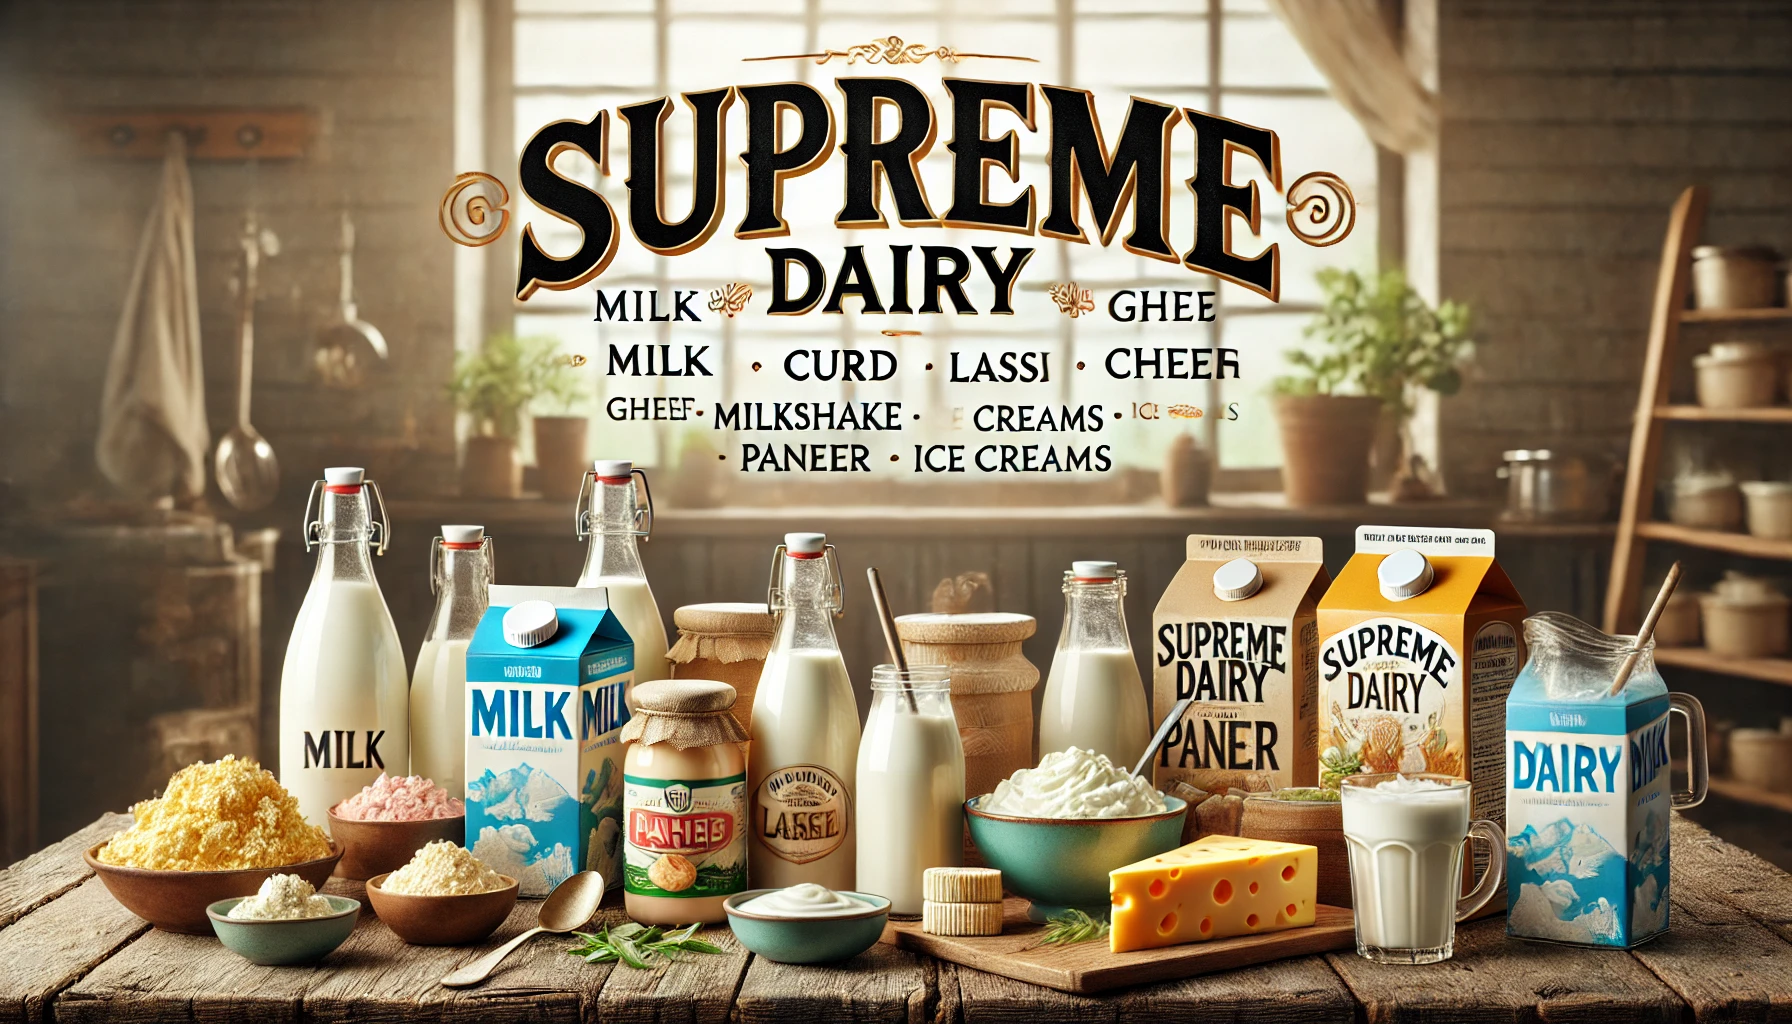 SUPREME
DAIRY
MILK GHEE
MILK · CURD · LASSI · CHEEF
GHEEF · MILKSHAKE · CREAMS · ICE S
· PANEER · ICE CREAMS
MILK
MILK MILK
SUPREME
DAIRY
PANER
SUPREME
DAIRY
DAIRY